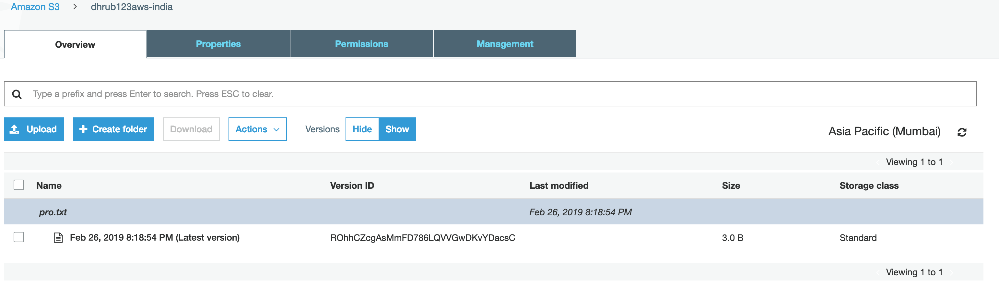 Amazon S3 > dhrub123aws-india
Overview Properties Permissions Management
Type a prefix and press Enter to search. Press ESC to clear.
Upload + Create folder Download Actions Versions Hide Show Asia Pacific (Mumbai)
Viewing 1 to 1
Name Version ID Last modified Size Storage class
pro.txt Feb 26, 2019 8:18:54 PM
Feb 26, 2019 8:18:54 PM (Latest version) ROhhCZcgAsMmFD786LQVVGwDKvYDacsC 3.0 B Standard
Viewing 1 to 1